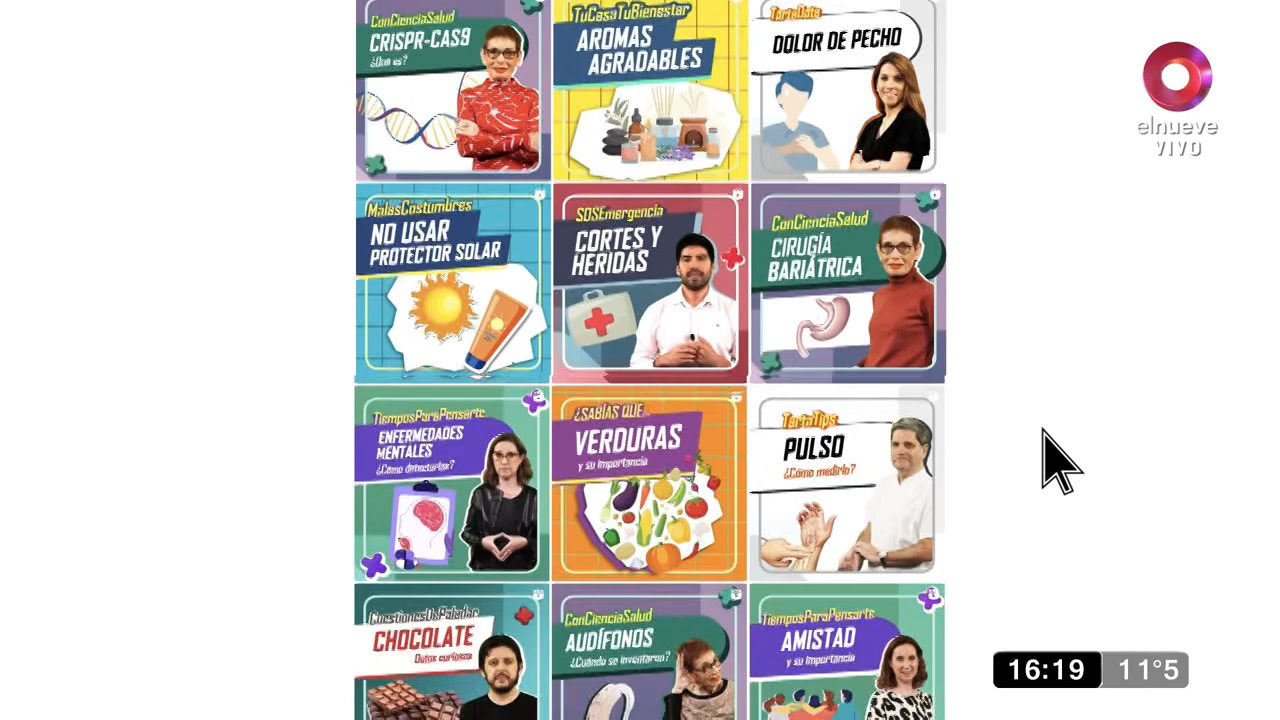 ConCienciaSalud
CRISPR-CAS9
¿Qué es?
TuCasaTuBienestar
AROMAS
AGRADABLES
TartaData
DOLOR DE PECHO
elnueve
VIVO
MalasCostumbres
NO USAR
PROTECTOR SOLAR
SOSEmergencia
CORTES Y
HERIDAS
ConCienciaSalud
CIRUGÍA
BARIÁTRICA
TiemposParaPensarte
ENFERMEDADES
MENTALES
¿Cómo detectarlas?
¿SABÍAS QUE...
VERDURAS
y su importancia
TartaTips
PULSO
¿Cómo medirlo?
CuestionesDePaladar
CHOCOLATE
Datos curiosos
ConCienciaSalud
AUDÍFONOS
¿Cuándo se inventaron?
TiemposParaPensarte
AMISTAD
y su importancia
16:19 11°5